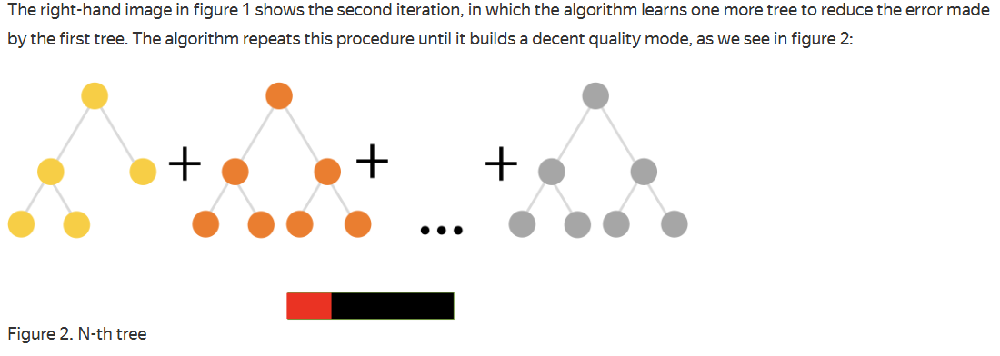 The right-hand image in figure 1 shows the second iteration, in which the algorithm learns one more tree to reduce the error made
by the first tree. The algorithm repeats this procedure until it builds a decent quality mode, as we see in figure 2:
+ + +
...
Figure 2. N-th tree